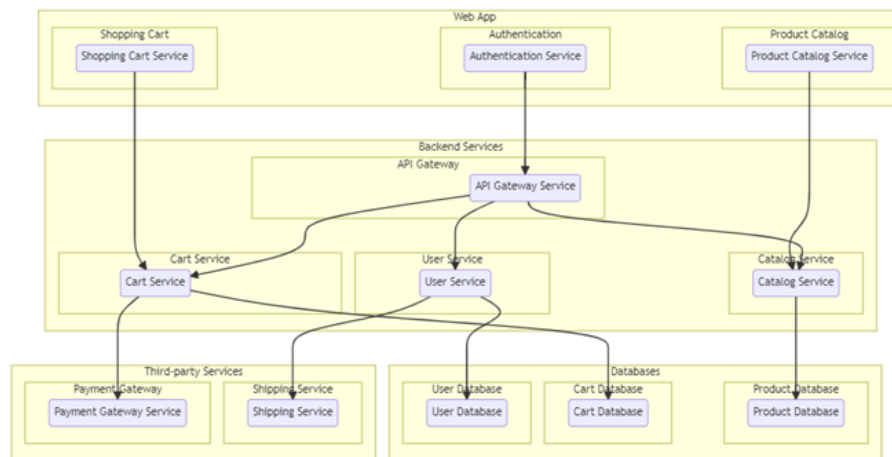 Web App
Shopping Cart
Authentication
Product Catalog
Shopping Cart Service
Authentication Service
Product Catalog Service
Backend Services
API Gateway
API Gateway Service
Cart Service
User Service
Catalog Service
Cart Service
User Service
Catalog Service
Third-party Services
Databases
Payment Gateway
Shipping Service
User Database
Cart Database
Product Database
Payment Gateway Service
Shipping Service
User Database
Cart Database
Product Database